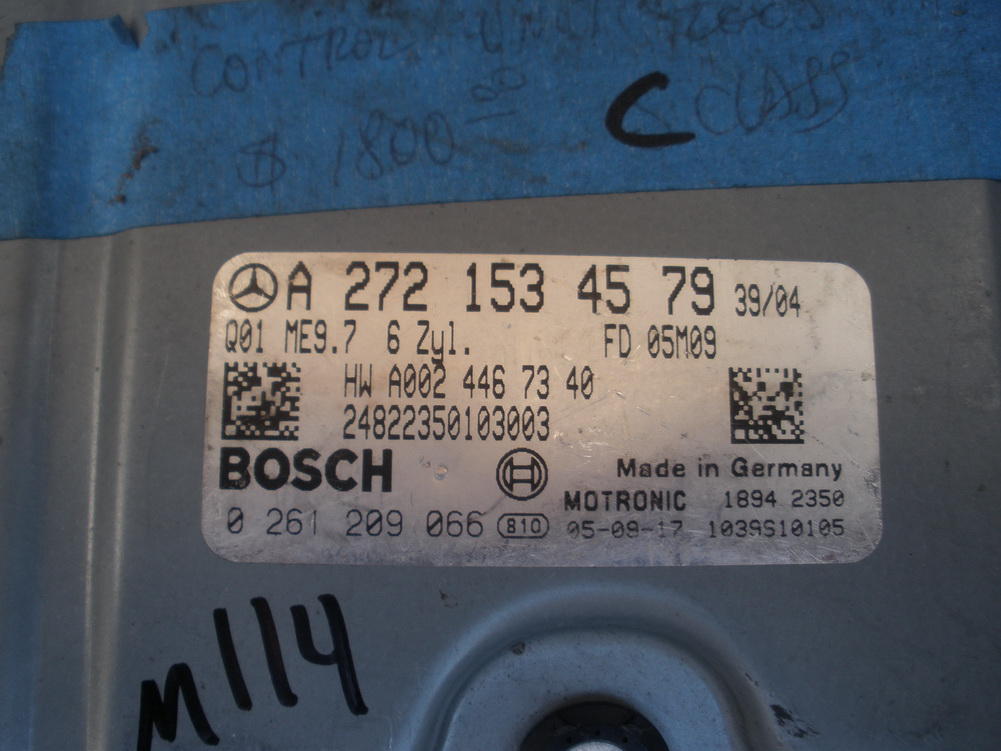 CONTROL UNIT
$ 1800.00 C CLASS
A 272 153 45 79 39/04
Q01 ME9.7 6 Zyl. FD 05M09
HW A002 446 73 40
24822350103003
BOSCH Made in Germany
MOTRONIC 1894 2350
0 261 209 066 810 05-09-17 1039S10105
M114